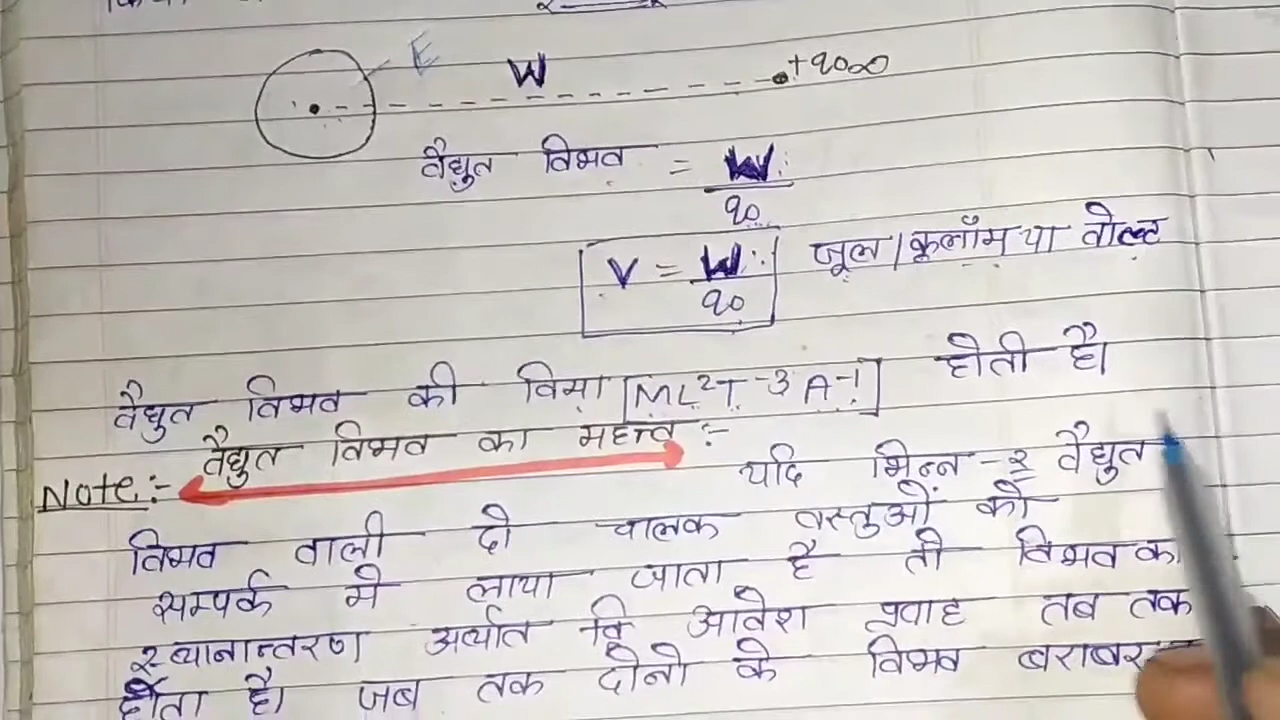 E W +q0∞
वैधुत विभव = W
q0
V = W जूल/कूलॉम या वोल्ट
q0
वैधुत विभव की विमा [ML²T-3A-1] होती है।
Note:- वैधुत विभव का महत्व :-
यदि भिन्न-२ वैधुत
विभव वाली दो चालक वस्तुओं को
सम्पर्क मे लाया जाता है तो विभव का
स्थानान्तरण अर्थात वि आवेश प्रवाह तब तक
होता है। जब तक दोनो के विभव बराबर